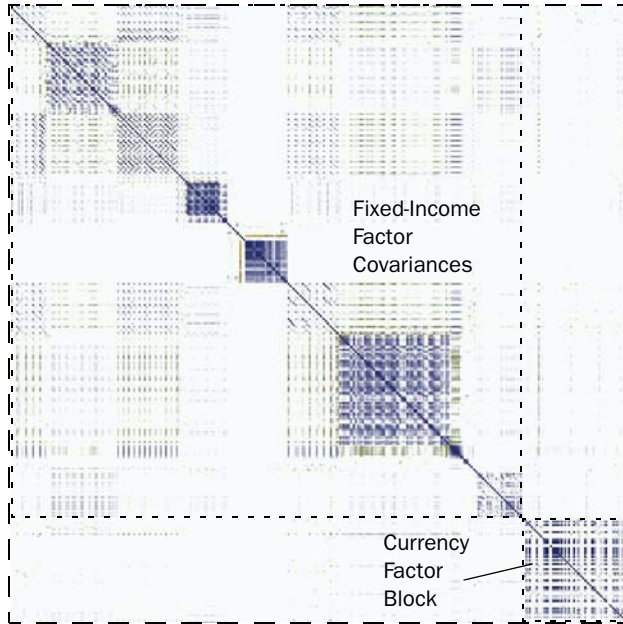 Fixed-Income
Factor
Covariances
Currency
Factor
Block